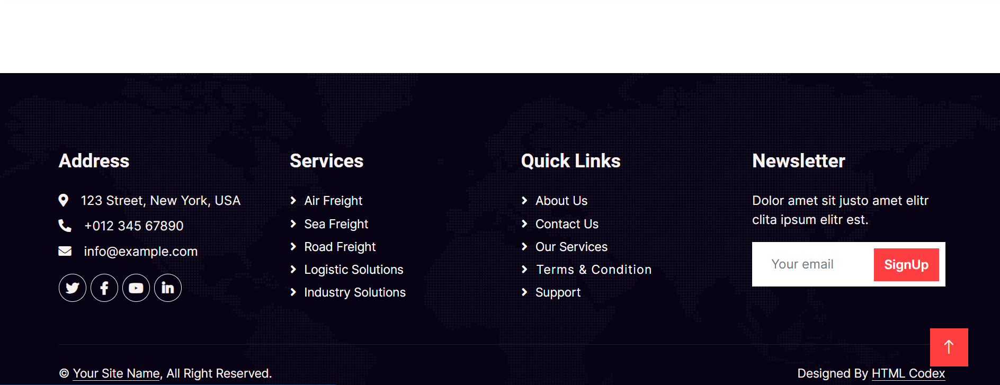 Address
123 Street, New York, USA
+012 345 67890
info@example.com
Services
Air Freight
Sea Freight
Road Freight
Logistic Solutions
Industry Solutions
Quick Links
About Us
Contact Us
Our Services
Terms & Condition
Support
Newsletter
Dolor amet sit justo amet elitr
clita ipsum elitr est.
Your email
SignUp
© Your Site Name, All Right Reserved.
Designed By HTML Codex